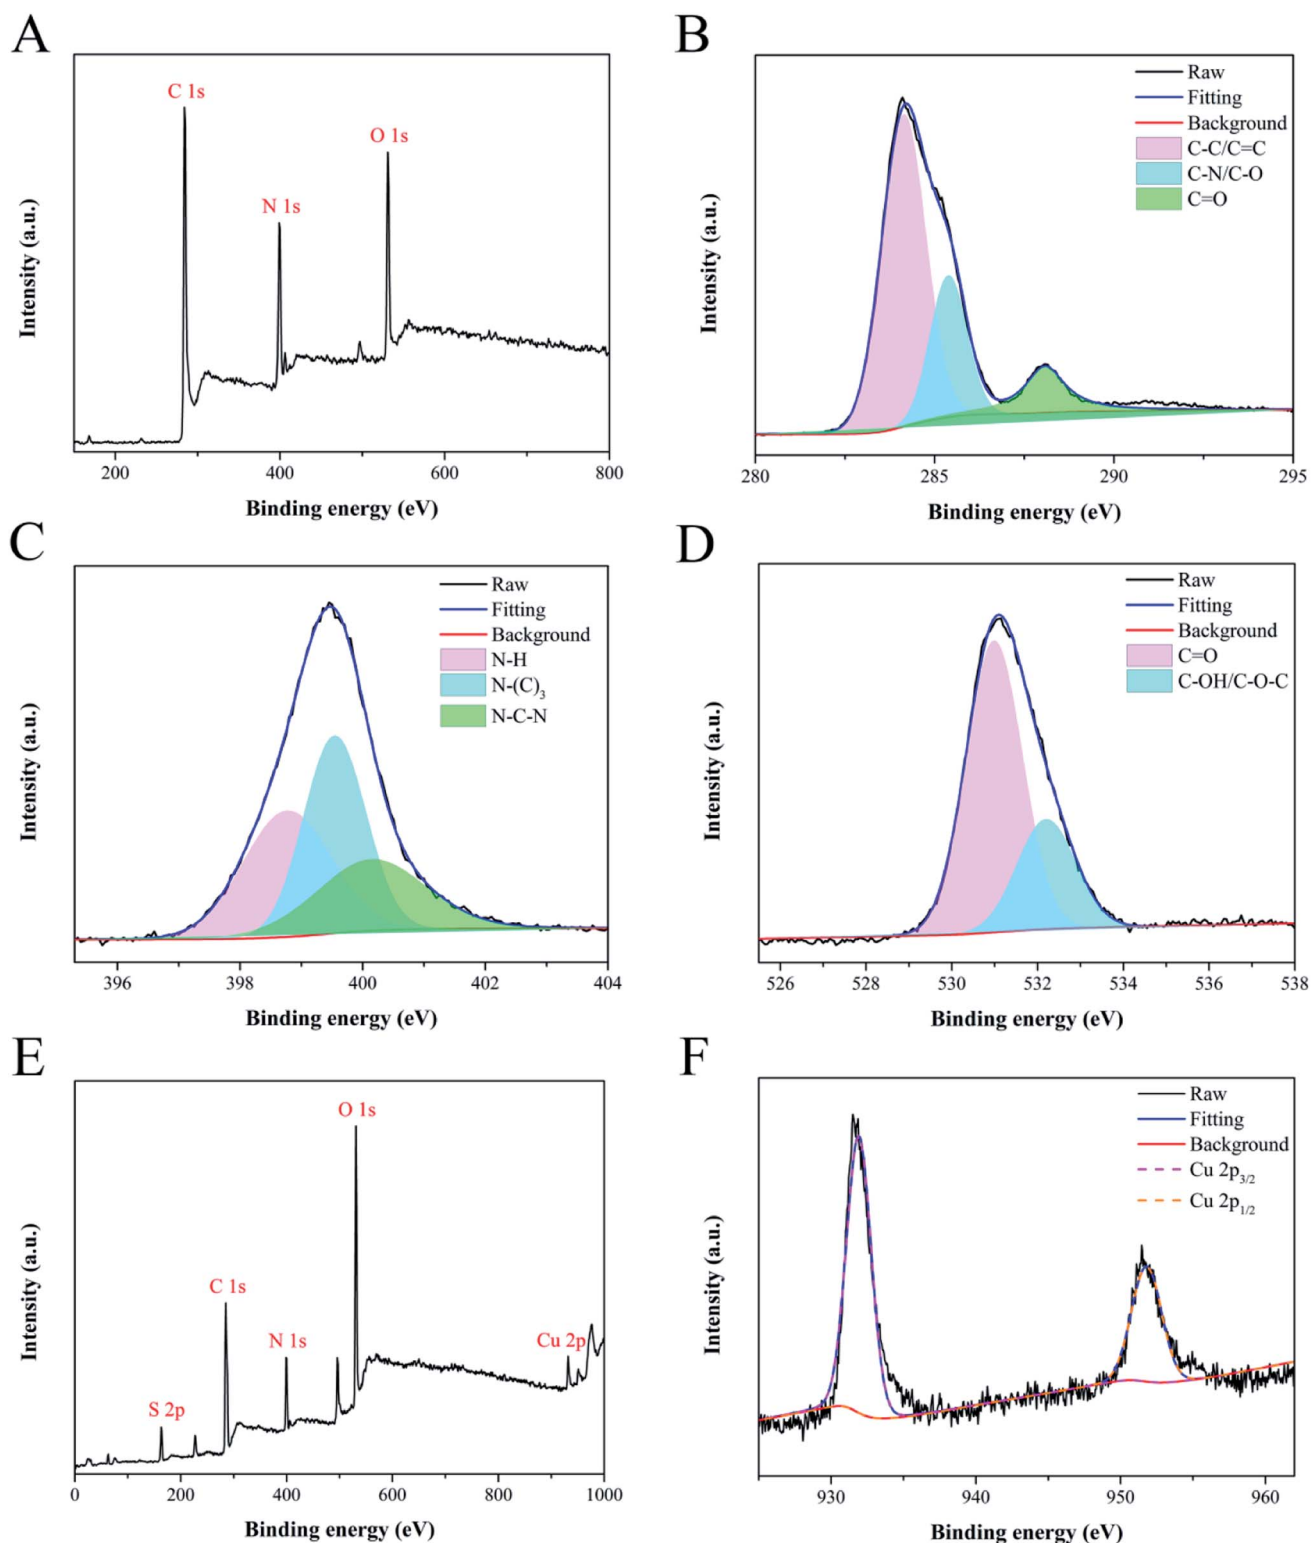 A
C 1s
O 1s
N 1s
Intensity (a.u.)
200
400
600
800
Binding energy (eV)
B
Raw
Fitting
Background
C-C/C=C
C-N/C-O
C=O
Intensity (a.u.)
280
285
290
295
Binding energy (eV)
C
Raw
Fitting
Background
N-H
N-(C)₃
N-C-N
Intensity (a.u.)
396
398
400
402
404
Binding energy (eV)
D
Raw
Fitting
Background
C=O
C-OH/C-O-C
Intensity (a.u.)
526
528
530
532
534
536
538
Binding energy (eV)
E
O 1s
C 1s
N 1s
Cu 2p
S 2p
Intensity (a.u.)
0
200
400
600
800
1000
Binding energy (eV)
F
Raw
Fitting
Background
Cu 2p₃/₂
Cu 2p₁/₂
Intensity (a.u.)
930
940
950
960
Binding energy (eV)